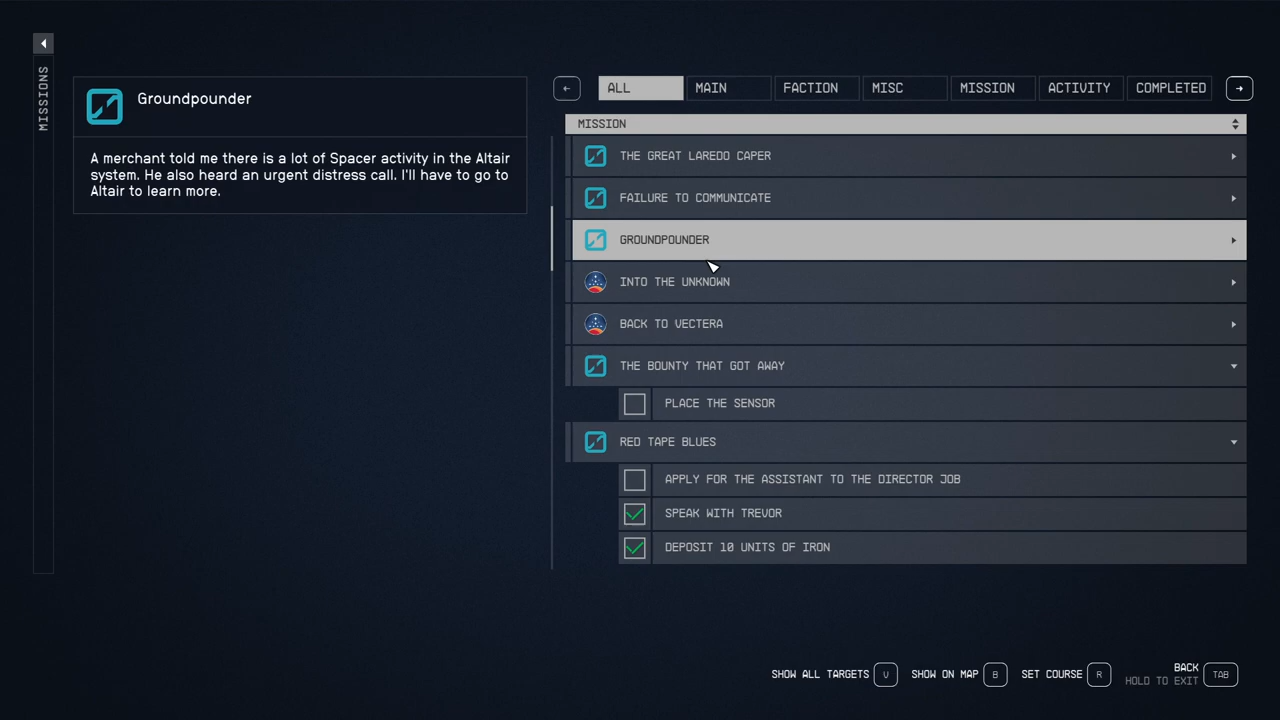 MISSIONS
Groundpounder
A merchant told me there is a lot of Spacer activity in the Altair
system. He also heard an urgent distress call. I'll have to go to
Altair to learn more.
ALL MAIN FACTION MISC MISSION ACTIVITY COMPLETED
MISSION
THE GREAT LAREDO CAPER
FAILURE TO COMMUNICATE
GROUNDPOUNDER
INTO THE UNKNOWN
BACK TO VECTERA
THE BOUNTY THAT GOT AWAY
PLACE THE SENSOR
RED TAPE BLUES
APPLY FOR THE ASSISTANT TO THE DIRECTOR JOB
SPEAK WITH TREVOR
DEPOSIT 10 UNITS OF IRON
SHOW ALL TARGETS V SHOW ON MAP B SET COURSE R BACK TAB
HOLD TO EXIT